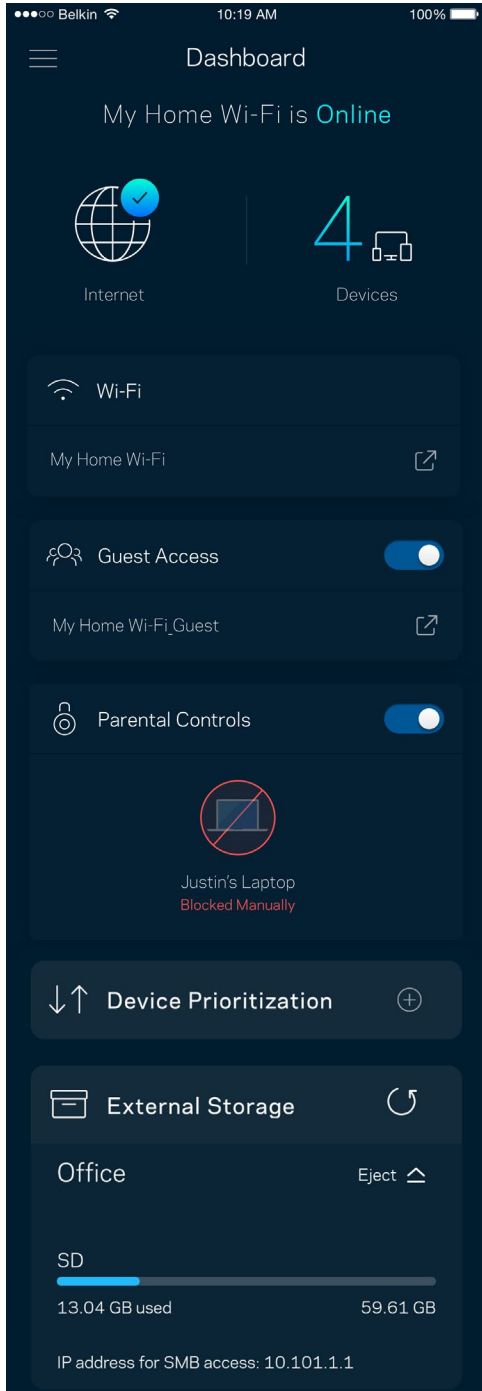 Belkin 10:19 AM 100%
Dashboard
My Home Wi-Fi is Online
4
Internet Devices
Wi-Fi
My Home Wi-Fi
Guest Access
My Home Wi-Fi_Guest
Parental Controls
Justin's Laptop
Blocked Manually
Device Prioritization
External Storage
Office Eject
SD
13.04 GB used 59.61 GB
IP address for SMB access: 10.101.1.1